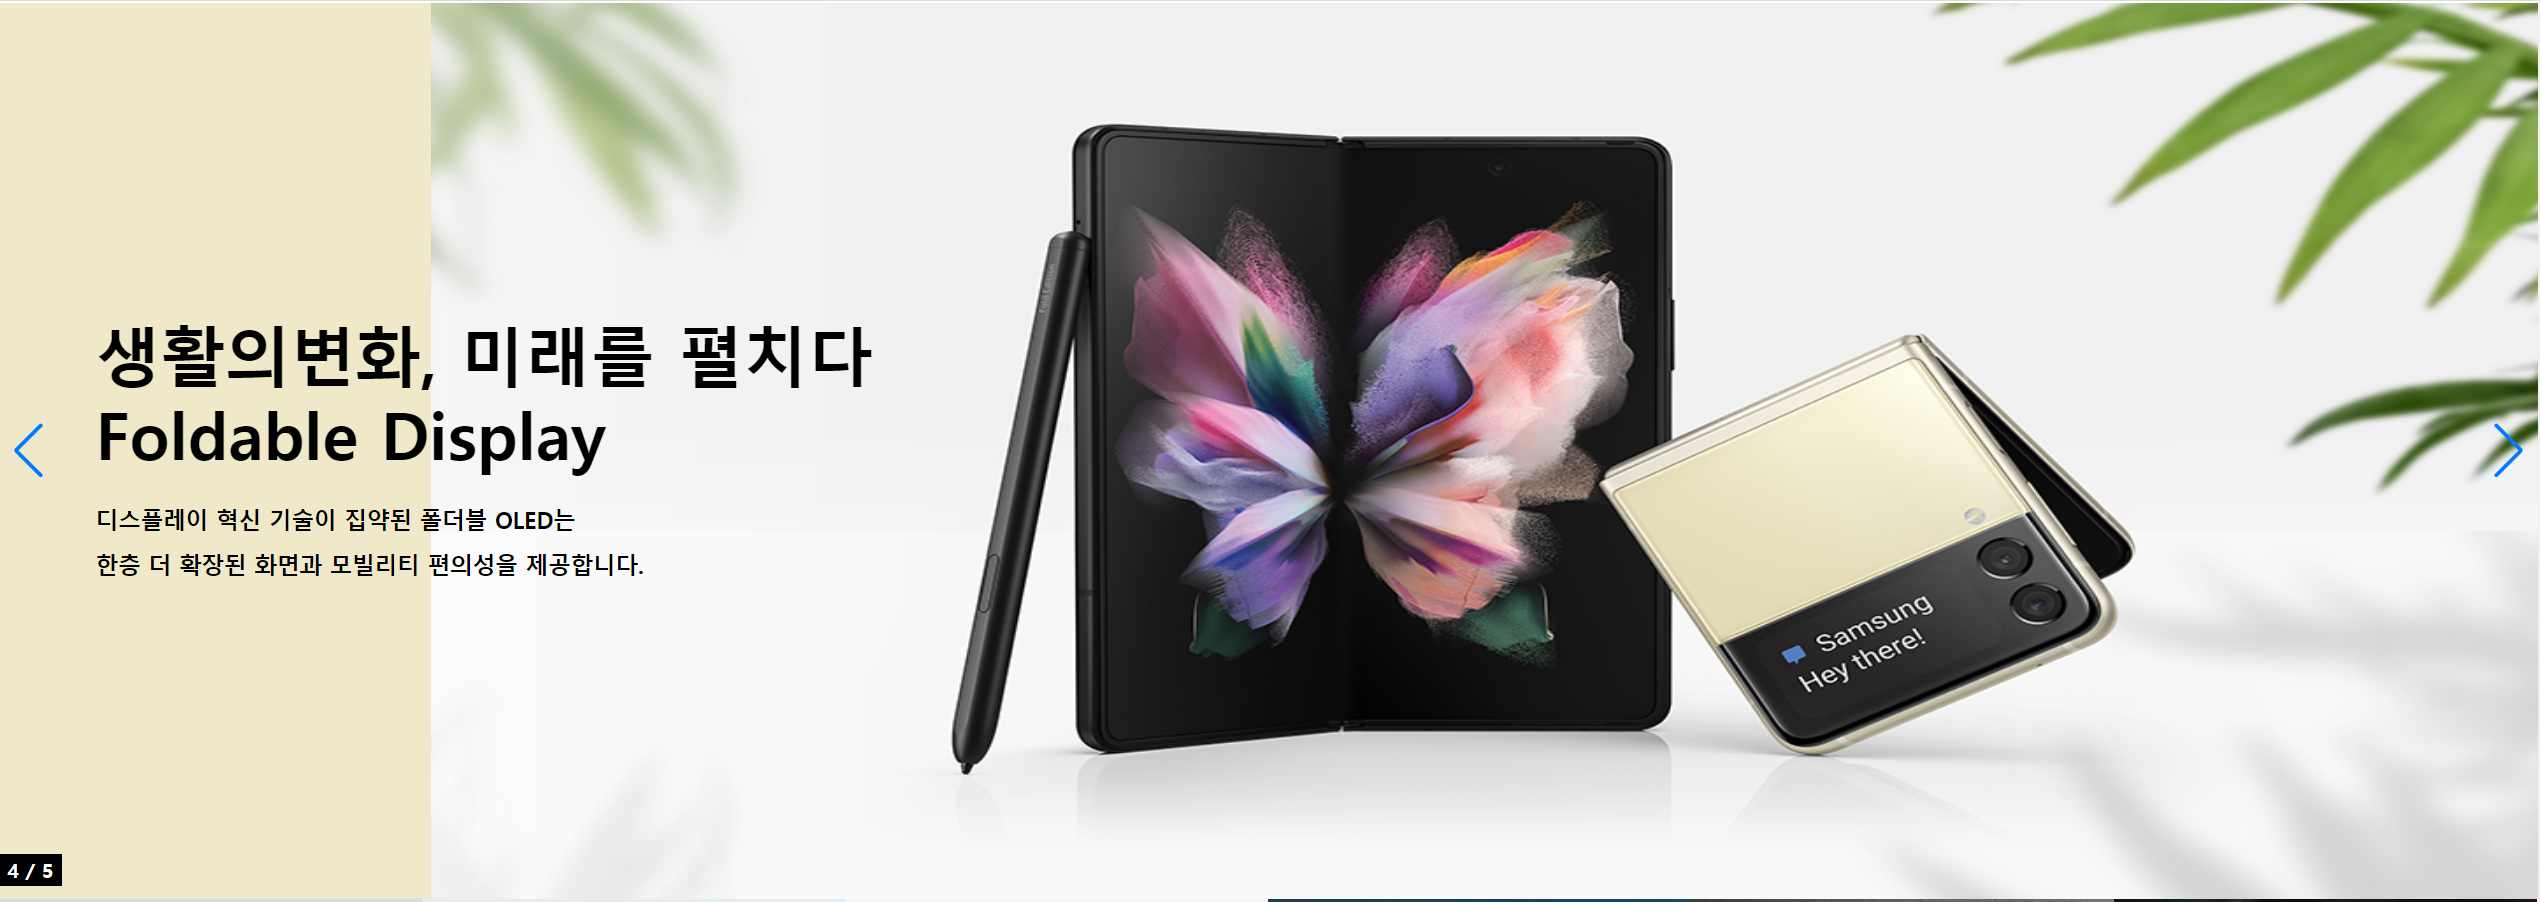 생활의변화, 미래를 펼치다
Foldable Display
디스플레이 혁신 기술이 집약된 폴더블 OLED는
한층 더 확장된 화면과 모빌리티 편의성을 제공합니다.
Samsung
Hey there!
4 / 5